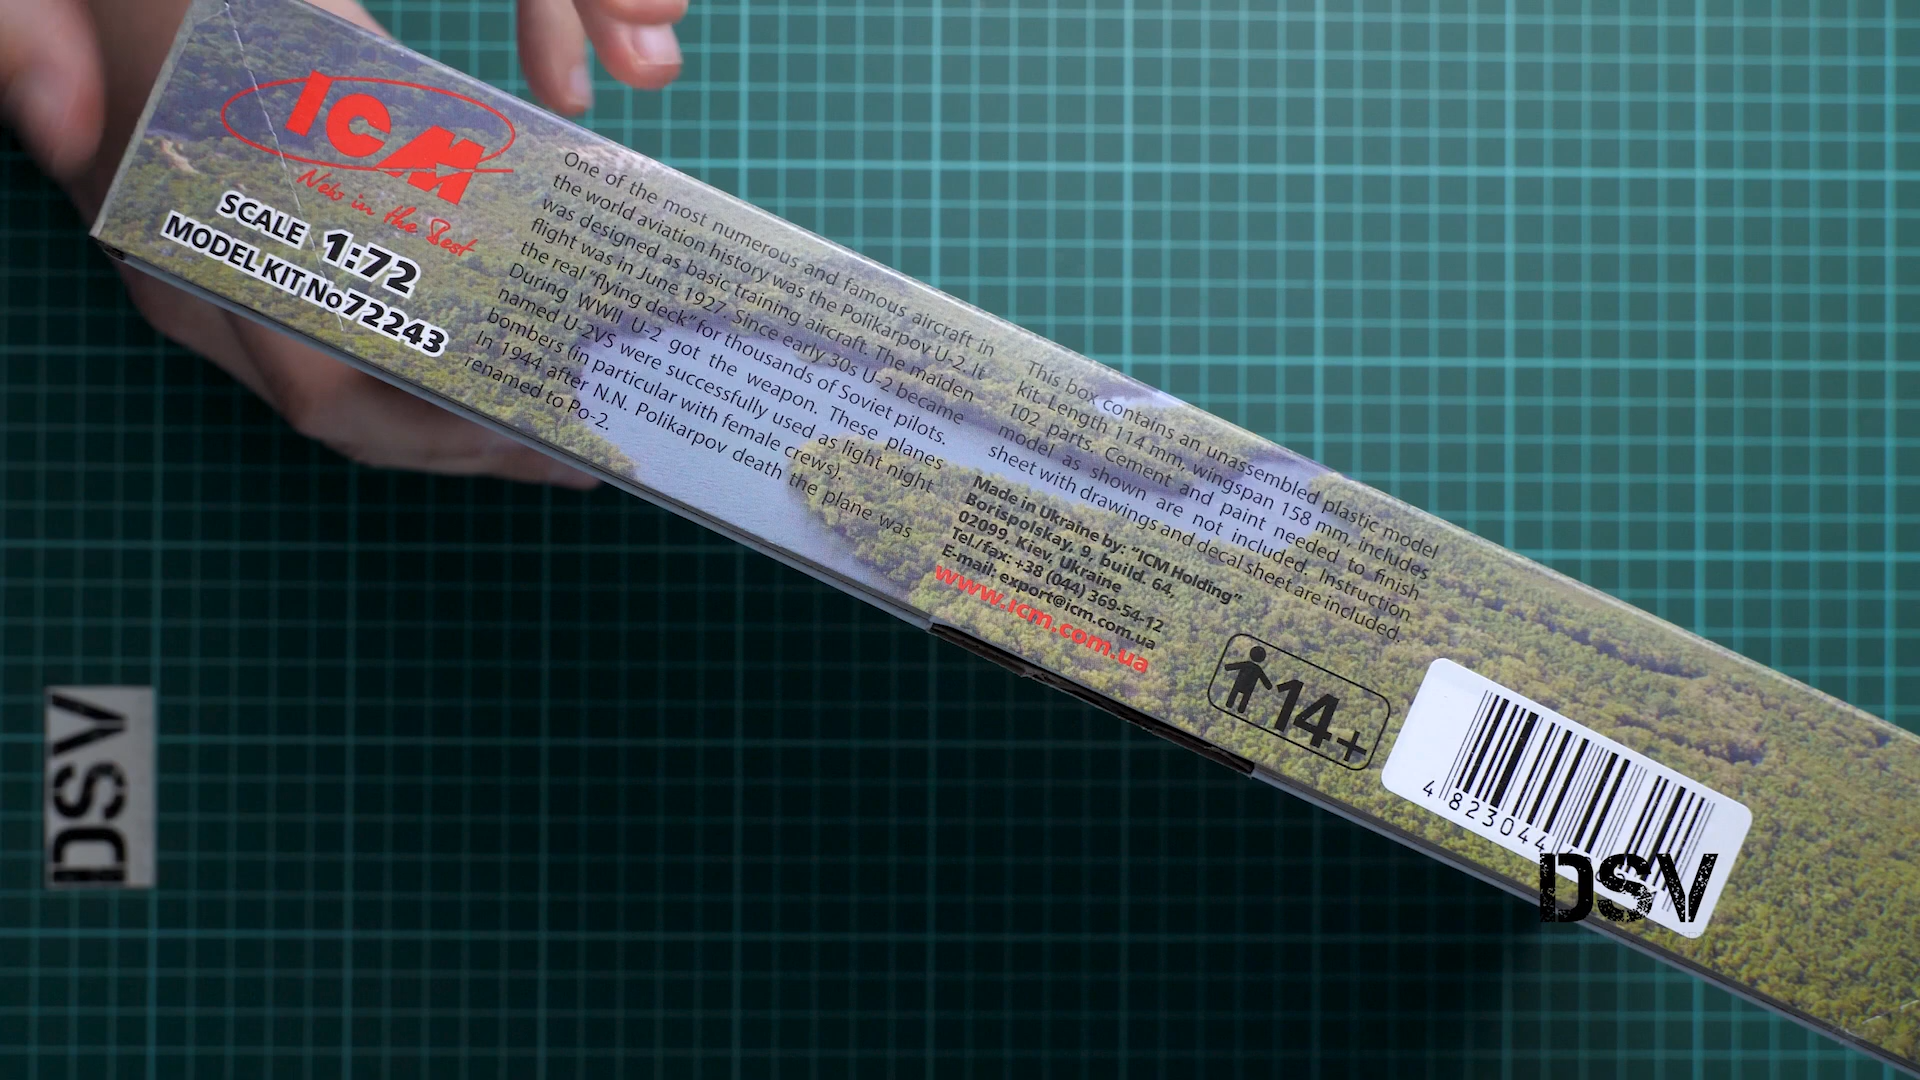 ICM
New in the Best
SCALE 1:72
MODEL KIT No72243
One of the most numerous and famous aircraft in
the world aviation history was the Polikarpov U-2. It
was designed as basic training aircraft. The maiden
flight was in June 1927. Since early 30s U-2 became
the real "flying deck" for thousands of Soviet pilots.
During WWII U-2 got the weapon. These planes
named U-2VS were successfully used as light night
bombers (in particular with female crews).
In 1944 after N.N. Polikarpov death the plane was
renamed to Po-2.
This box contains an unassembled plastic model
kit. Length 114 mm, wingspan 158 mm, includes
102 parts. Cement and paint needed to finish
model as shown are not included. Instruction
sheet with drawings and decal sheet are included.
Made in Ukraine by: "ICM Holding"
Borispolskay, 9, build. 64,
02099, Kiev, Ukraine
Tel./fax: +38 (044) 369-54-12
E-mail: export@icm.com.ua
www.icm.com.ua
14+
4 823044
DSV
DSV